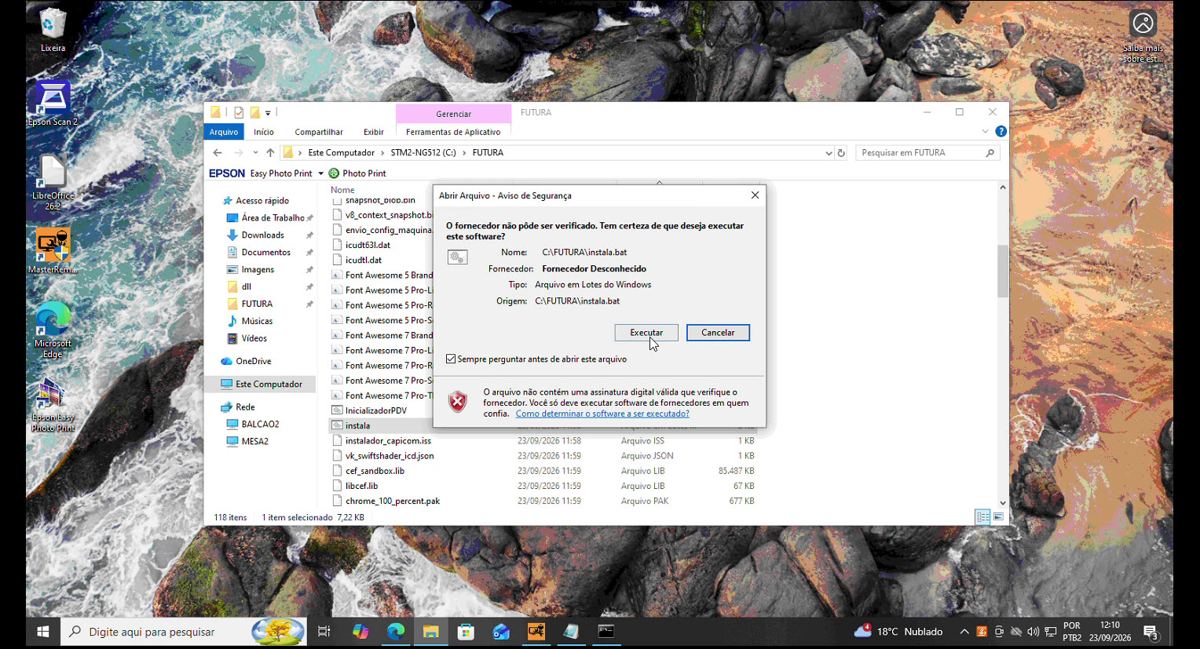 Lixeira
Saiba mais
sobre est...
Epson Scan 2
LibreOffice
26.2
MasterRem...
Microsoft
Edge
Epson Easy
Photo Print
Gerenciar
FUTURA
Arquivo
Início
Compartilhar
Exibir
Ferramentas de Aplicativo
Este Computador > STM2-NG512 (C:) > FUTURA
Pesquisar em FUTURA
EPSON Easy Photo Print
Photo Print
Acesso rápido
Área de Trabalho
Downloads
Documentos
Imagens
dll
FUTURA
Músicas
Vídeos
OneDrive
Este Computador
Rede
BALCAO2
MESA2
Nome
snapshot_blob.bin
v8_context_snapshot.b
envio_config_maquina.
icudt63l.dat
icudtl.dat
Font Awesome 5 Brand
Font Awesome 5 Pro-Li
Font Awesome 5 Pro-R
Font Awesome 5 Pro-S
Font Awesome 7 Brand
Font Awesome 7 Pro-Li
Font Awesome 7 Pro-R
Font Awesome 7 Pro-S
Font Awesome 7 Pro-T
InicializadorPDV
instala
instalador_capicom.iss 23/09/2026 11:58 Arquivo ISS 1 KB
vk_swiftshader_icd.json 23/09/2026 11:59 Arquivo JSON 1 KB
cef_sandbox.lib 23/09/2026 11:59 Arquivo LIB 85.487 KB
libcef.lib 23/09/2026 11:59 Arquivo LIB 67 KB
chrome_100_percent.pak 23/09/2026 11:59 Arquivo PAK 677 KB
118 itens 1 item selecionado 7,22 KB
Abrir Arquivo - Aviso de Segurança
O fornecedor não pôde ser verificado. Tem certeza de que deseja executar
este software?
Nome: C:\FUTURA\instala.bat
Fornecedor: Fornecedor Desconhecido
Tipo: Arquivo em Lotes do Windows
Origem: C:\FUTURA\instala.bat
Executar
Cancelar
Sempre perguntar antes de abrir este arquivo
O arquivo não contém uma assinatura digital válida que verifique o
fornecedor. Você só deve executar software de fornecedores em quem
confia. Como determinar o software a ser executado?
Digite aqui para pesquisar
4
18°C Nublado
POR
PTB2
12:10
23/09/2026
3